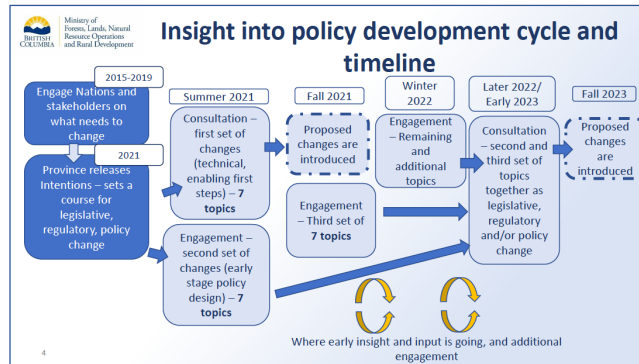 BRITISH
COLUMBIA
Ministry of
Forests, Lands, Natural
Resource Operations
and Rural Development
Insight into policy development cycle and
timeline
2015-2019
Engage Nations and
stakeholders on
what needs to
change
2021
Province releases
Intentions – sets a
course for
legislative,
regulatory, policy
change
Summer 2021
Consultation –
first set of
changes
(technical,
enabling first
steps) – 7
topics
Engagement –
second set of
changes (early
stage policy
design) – 7
topics
Fall 2021
Proposed
changes are
introduced
Engagement
– Third set of
7 topics
Winter
2022
Engagement
– Remaining
and
additional
topics
Later 2022/
Early 2023
Consultation –
second and
third set of
topics
together as
legislative,
regulatory
and/or policy
change
Fall 2023
Proposed
changes
are
introduced
Where early insight and input is going, and additional
engagement
4